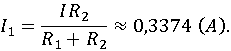 I₁ = IR₂ / (R₁ + R₂) ≈ 0,3374 (A).